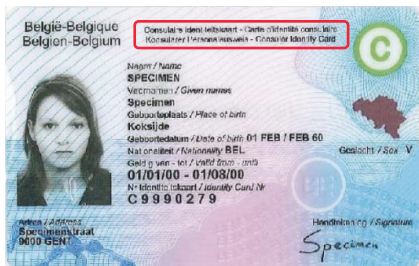 België-Belgique
Belgien-Belgium
Consulaire identiteitskaart - Carte d'identité consulaire
Konsularer Personalausweis - Consular Identity Card
C
Naam / Name
SPECIMEN
Voornamen / Given names
Specimen
Geboorteplaats / Place of birth
Koksijde
Geboortedatum / Date of birth 01 FEB / FEB 60
Nationaliteit / Nationality BEL
Geslacht / Sex V
Geldig van - tot / Valid from - until
01/01/00 - 01/08/00
Nr Identiteitskaart / Identity Card Nr
C9990279
Adres / Address
Specimenstraat
9000 GENT
Handtekening / Signature
Specimen